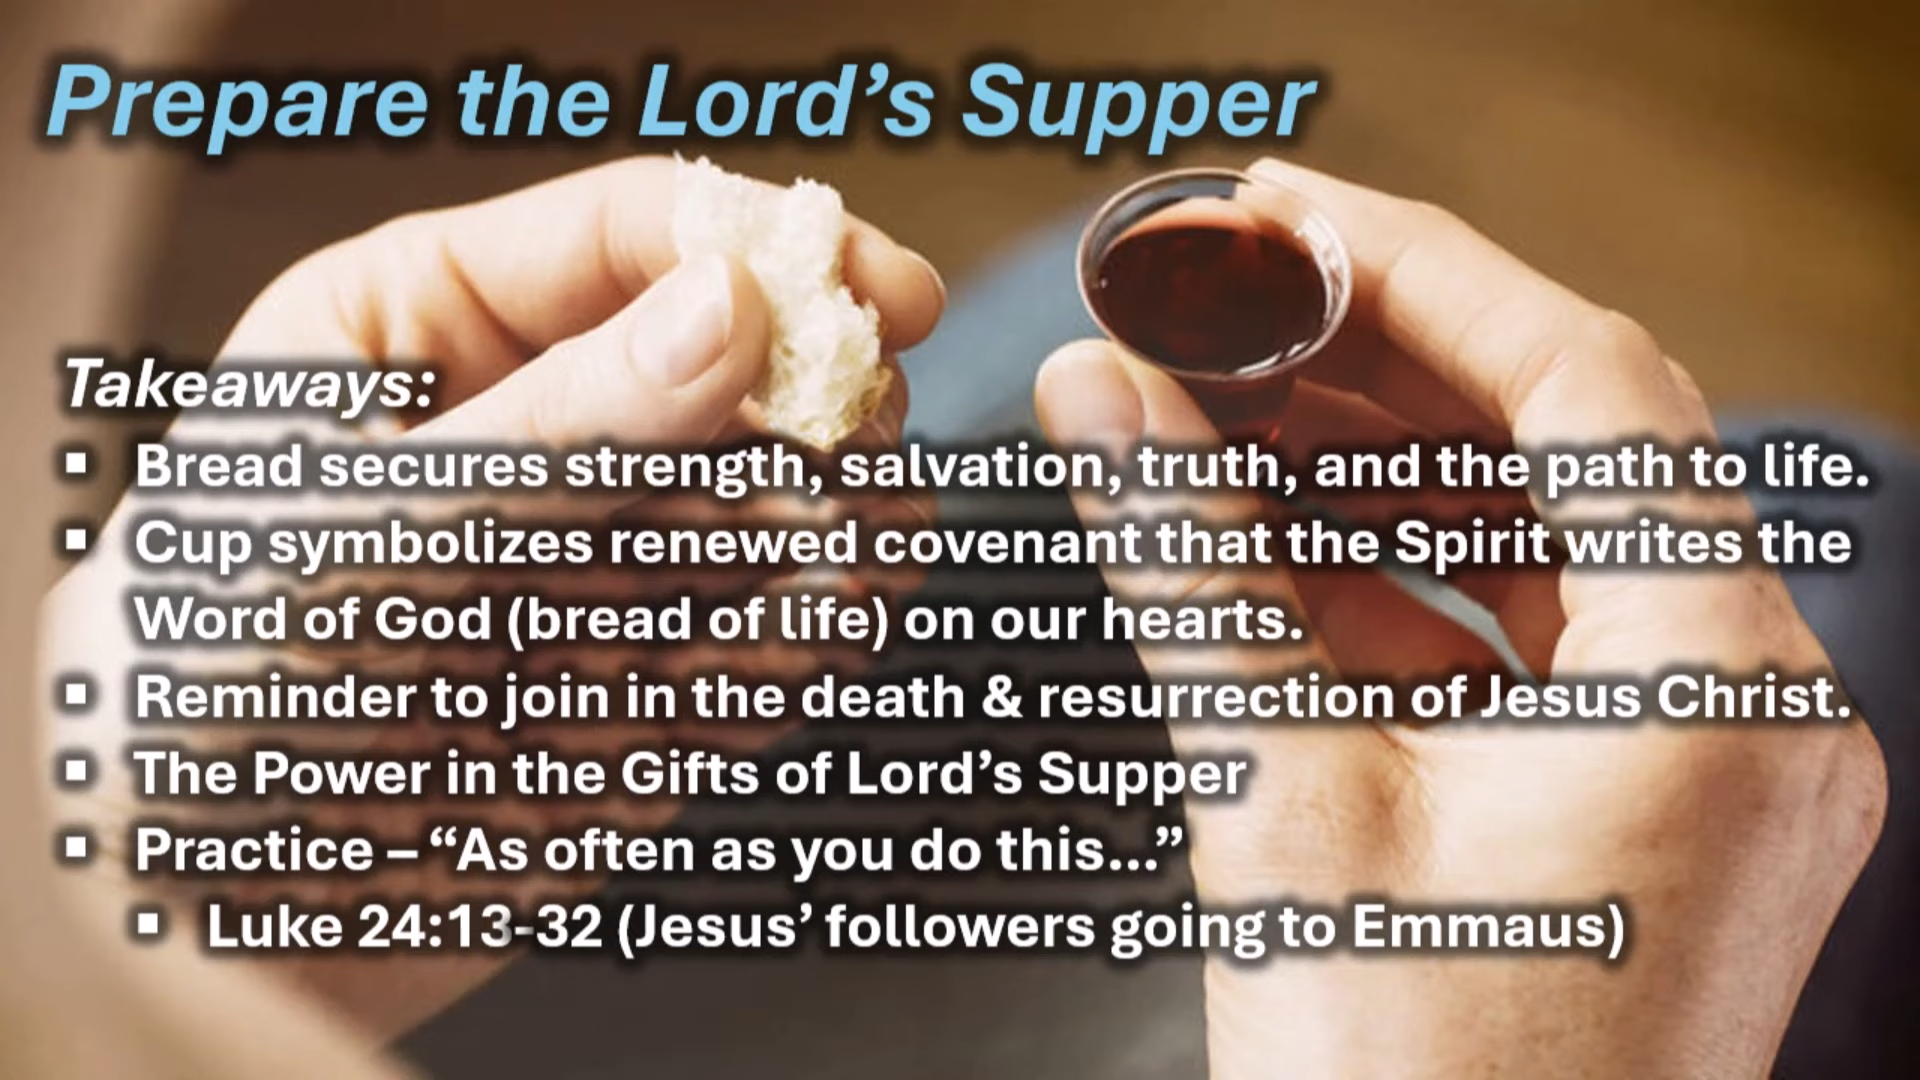 Prepare the Lord’s Supper
Takeaways:
▪ Bread secures strength, salvation, truth, and the path to life.
▪ Cup symbolizes renewed covenant that the Spirit writes the
Word of God (bread of life) on our hearts.
▪ Reminder to join in the death & resurrection of Jesus Christ.
▪ The Power in the Gifts of Lord’s Supper
▪ Practice – “As often as you do this…”
▪ Luke 24:13-32 (Jesus’ followers going to Emmaus)